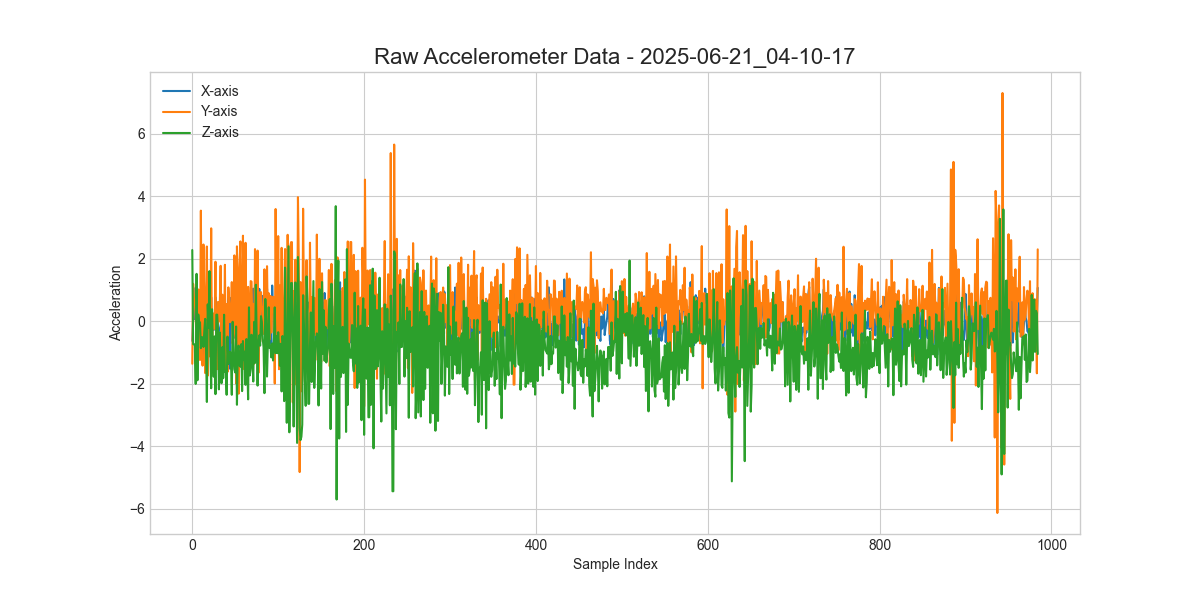 Raw Accelerometer Data - 2025-06-21_04-10-17
X-axis
Y-axis
Z-axis
Acceleration
6
4
2
0
−2
−4
−6
0 200 400 600 800 1000
Sample Index